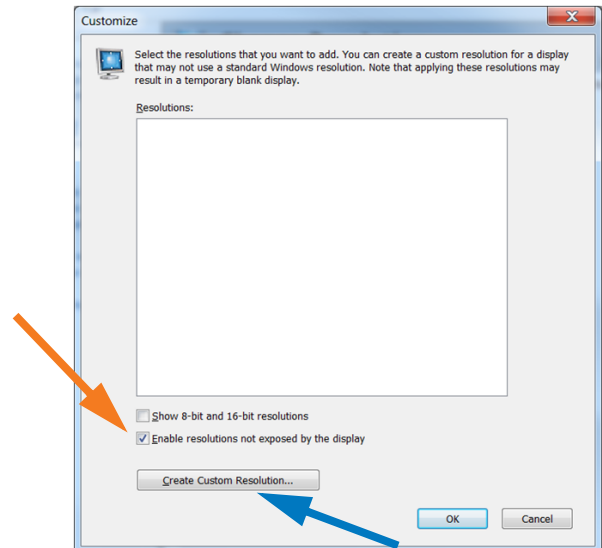 Customize
Select the resolutions that you want to add. You can create a custom resolution for a display
that may not use a standard Windows resolution. Note that applying these resolutions may
result in a temporary blank display.
Resolutions:
Show 8-bit and 16-bit resolutions
Enable resolutions not exposed by the display
Create Custom Resolution...
OK
Cancel